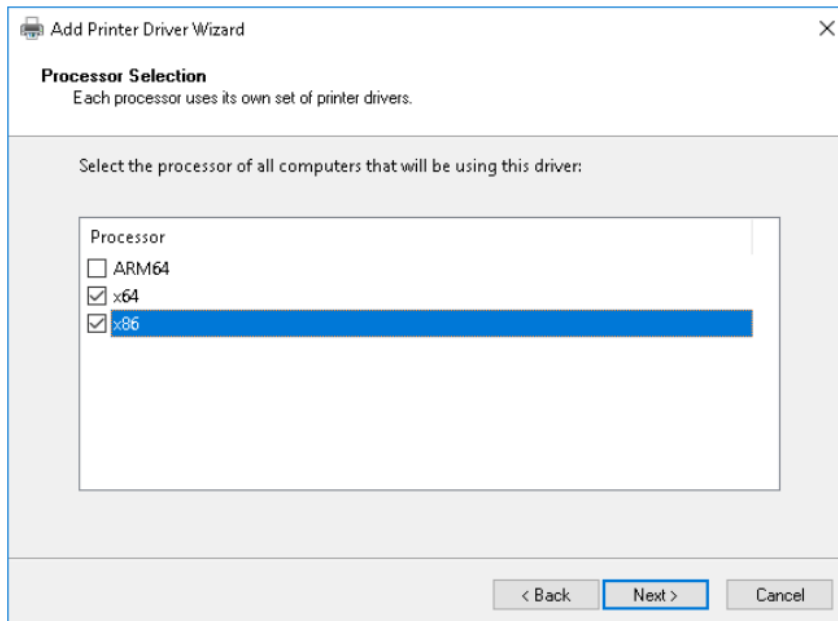 Add Printer Driver Wizard
Processor Selection
Each processor uses its own set of printer drivers.
Select the processor of all computers that will be using this driver:
Processor
ARM64
x64
x86
< Back
Next >
Cancel